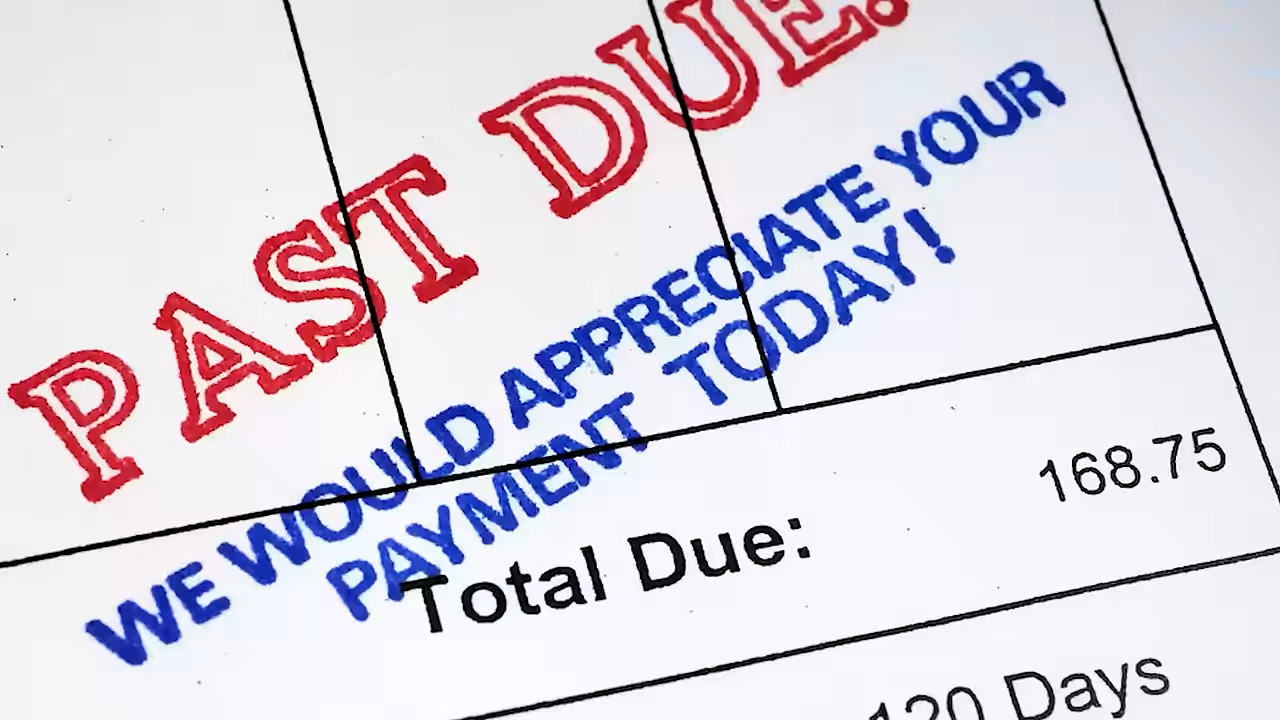 PAST DUE!
WE WOULD APPRECIATE YOUR
PAYMENT TODAY!
Total Due: 168.75
120 Days